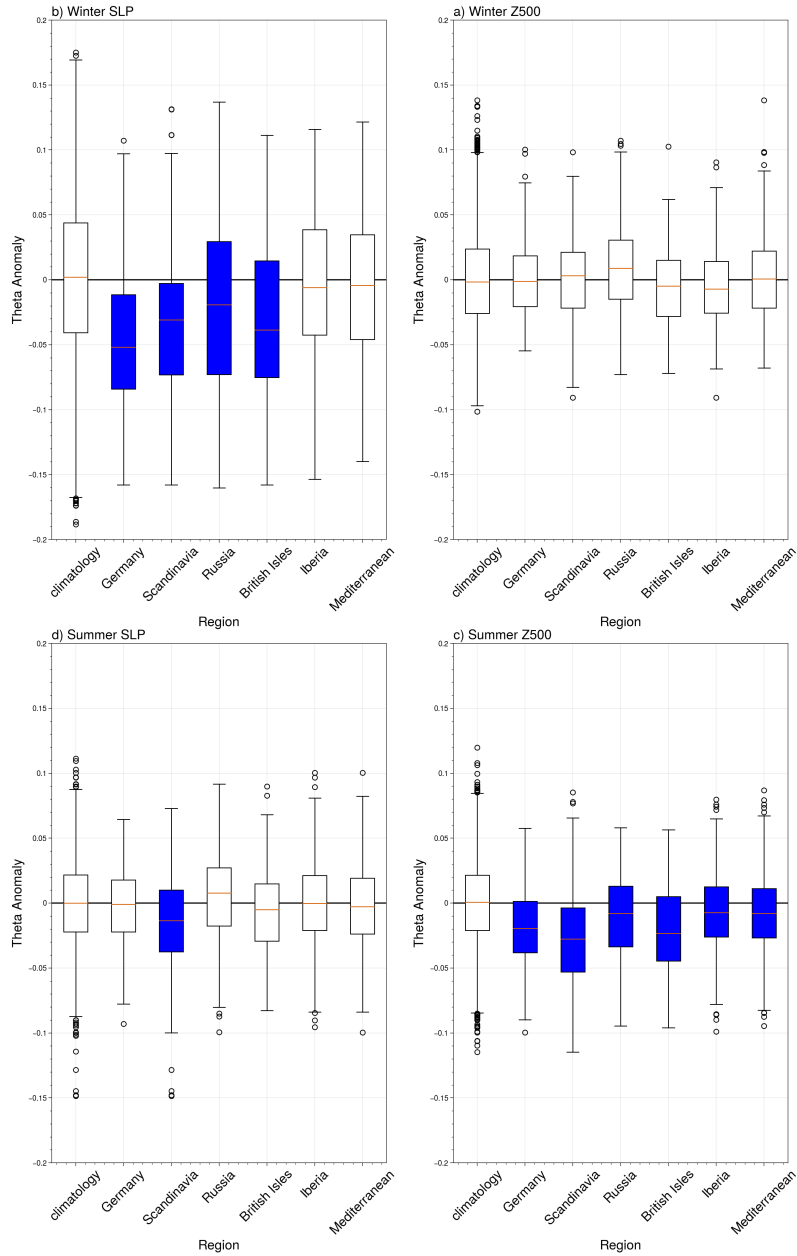 b) Winter SLP
0.2
0.15
0.1
0.05
0
−0.05
−0.1
−0.15
−0.2
Theta Anomaly
climatology
Germany
Scandinavia
Russia
British Isles
Iberia
Mediterranean
Region
a) Winter Z500
0.2
0.15
0.1
0.05
0
−0.05
−0.1
−0.15
−0.2
Theta Anomaly
climatology
Germany
Scandinavia
Russia
British Isles
Iberia
Mediterranean
Region
d) Summer SLP
0.2
0.15
0.1
0.05
0
−0.05
−0.1
−0.15
−0.2
Theta Anomaly
climatology
Germany
Scandinavia
Russia
British Isles
Iberia
Mediterranean
Region
c) Summer Z500
0.2
0.15
0.1
0.05
0
−0.05
−0.1
−0.15
−0.2
Theta Anomaly
climatology
Germany
Scandinavia
Russia
British Isles
Iberia
Mediterranean
Region